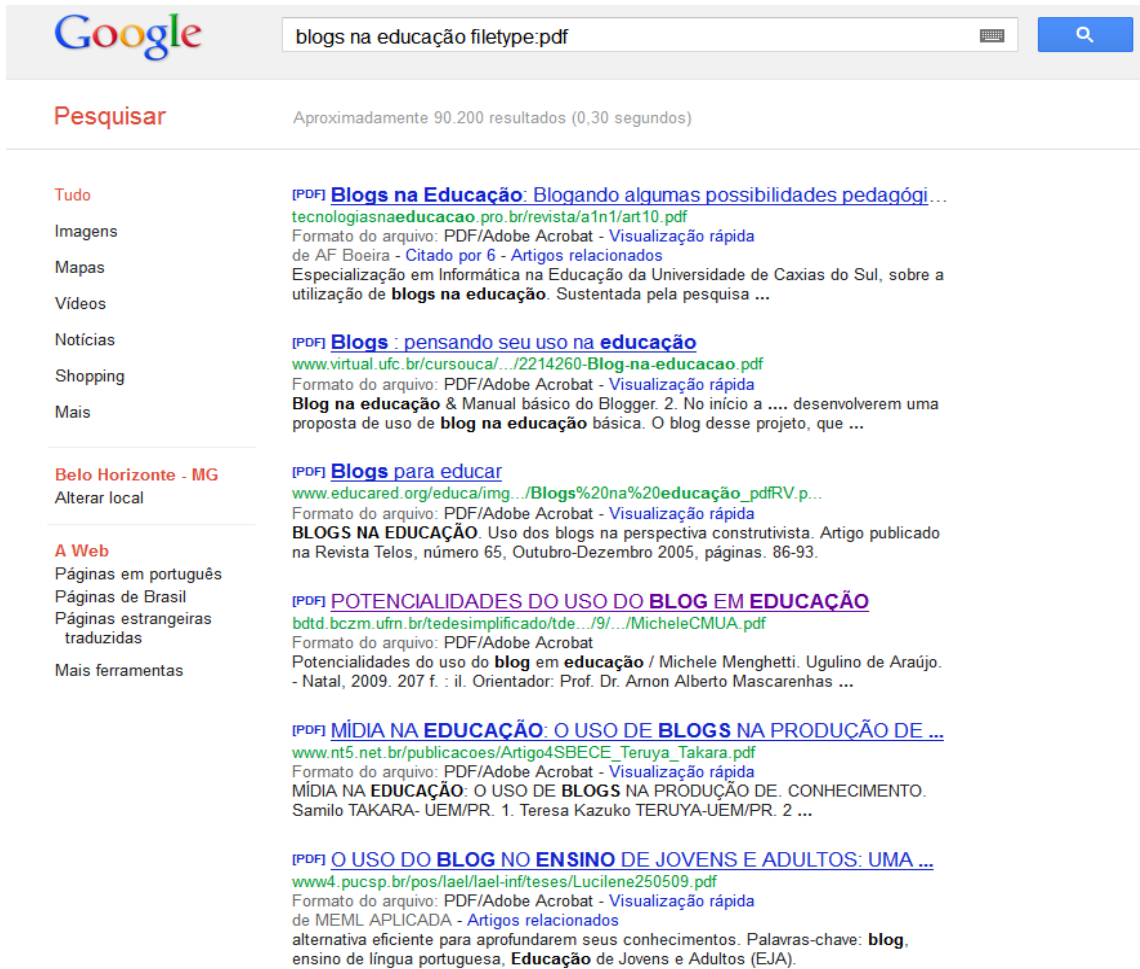 Google
blogs na educação filetype:pdf
Pesquisar
Aproximadamente 90.200 resultados (0,30 segundos)
Tudo
Imagens
Mapas
Vídeos
Notícias
Shopping
Mais
Belo Horizonte - MG
Alterar local
A Web
Páginas em português
Páginas de Brasil
Páginas estrangeiras
traduzidas
Mais ferramentas
[PDF] Blogs na Educação: Blogando algumas possibilidades pedagógi...
tecnologiasnaeducacao.pro.br/revista/a1n1/art10.pdf
Formato do arquivo: PDF/Adobe Acrobat - Visualização rápida
de AF Boeira - Citado por 6 - Artigos relacionados
Especialização em Informática na Educação da Universidade de Caxias do Sul, sobre a
utilização de blogs na educação. Sustentada pela pesquisa ...
[PDF] Blogs : pensando seu uso na educação
www.virtual.ufc.br/cursouca/.../2214260-Blog-na-educacao.pdf
Formato do arquivo: PDF/Adobe Acrobat - Visualização rápida
Blog na educação & Manual básico do Blogger. 2. No início a .... desenvolverem uma
proposta de uso de blog na educação básica. O blog desse projeto, que ...
[PDF] Blogs para educar
www.educared.org/educa/img.../Blogs%20na%20educação_pdfRV.p...
Formato do arquivo: PDF/Adobe Acrobat - Visualização rápida
BLOGS NA EDUCAÇÃO. Uso dos blogs na perspectiva construtivista. Artigo publicado
na Revista Telos, número 65, Outubro-Dezembro 2005, páginas. 86-93.
[PDF] POTENCIALIDADES DO USO DO BLOG EM EDUCAÇÃO
bdtd.bczm.ufrn.br/tedesimplificado/tde.../9/.../MicheleCMUA.pdf
Formato do arquivo: PDF/Adobe Acrobat
Potencialidades do uso do blog em educação / Michele Menghetti. Ugulino de Araújo.
- Natal, 2009. 207 f. : il. Orientador: Prof. Dr. Arnon Alberto Mascarenhas ...
[PDF] MÍDIA NA EDUCAÇÃO: O USO DE BLOGS NA PRODUÇÃO DE ...
www.nt5.net.br/publicacoes/Artigo4SBECE_Teruya_Takara.pdf
Formato do arquivo: PDF/Adobe Acrobat - Visualização rápida
MÍDIA NA EDUCAÇÃO: O USO DE BLOGS NA PRODUÇÃO DE. CONHECIMENTO.
Samilo TAKARA- UEM/PR. 1. Teresa Kazuko TERUYA-UEM/PR. 2 ...
[PDF] O USO DO BLOG NO ENSINO DE JOVENS E ADULTOS: UMA ...
www4.pucsp.br/pos/lael/lael-inf/teses/Lucilene250509.pdf
Formato do arquivo: PDF/Adobe Acrobat - Visualização rápida
de MEML APLICADA - Artigos relacionados
alternativa eficiente para aprofundarem seus conhecimentos. Palavras-chave: blog,
ensino de língua portuguesa, Educação de Jovens e Adultos (EJA).